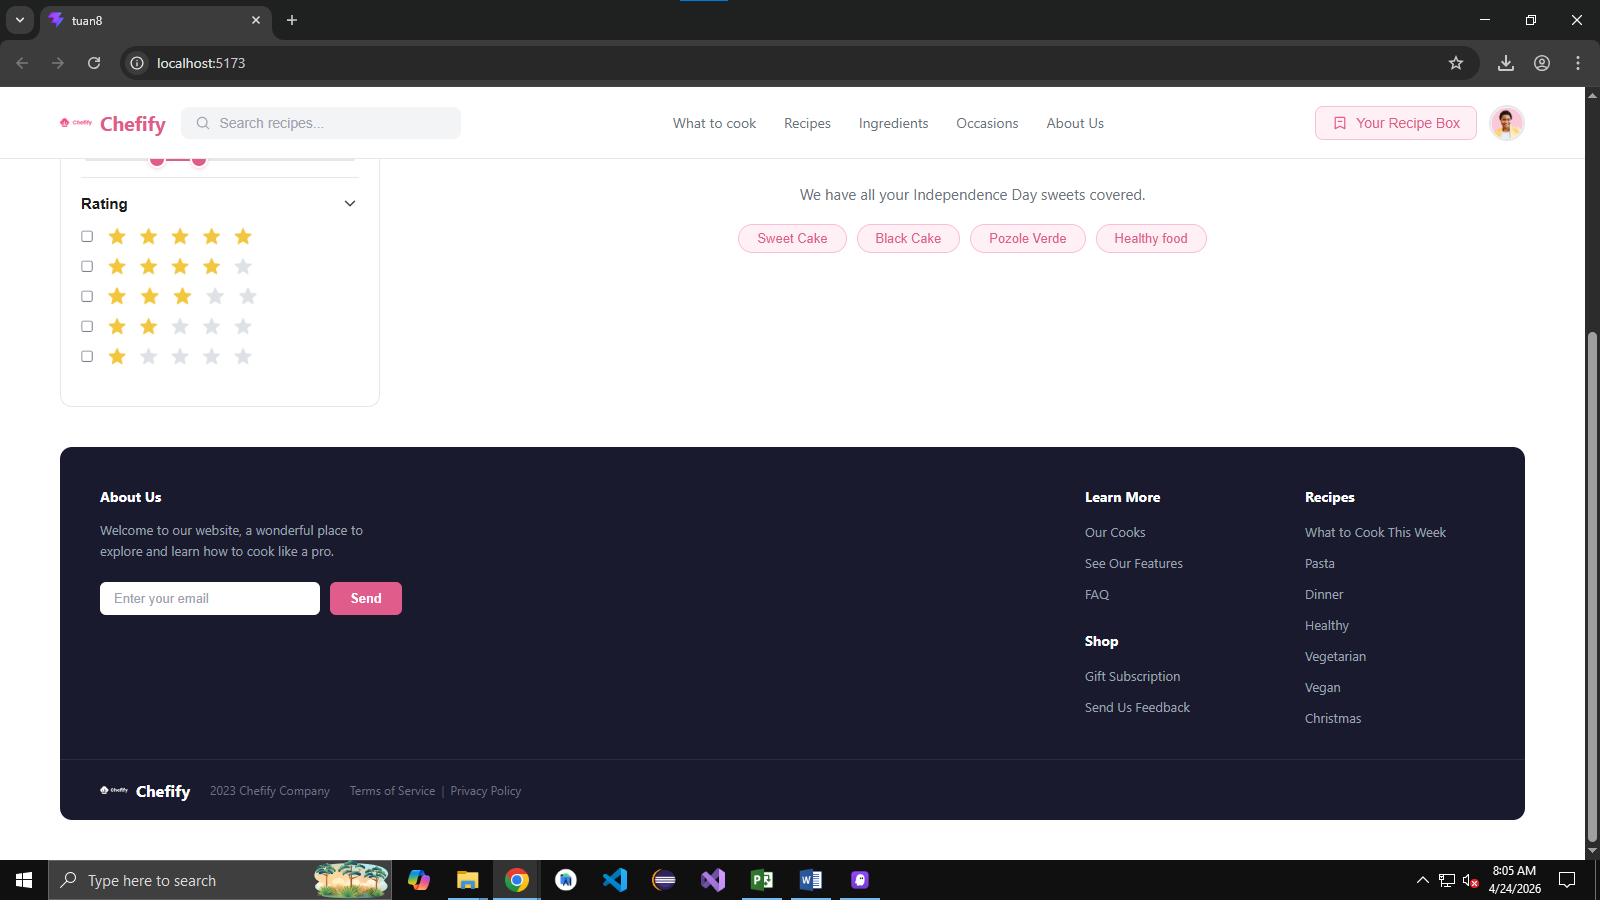 tuan8
localhost:5173
Chefify
Chefify
Search recipes...
What to cook
Recipes
Ingredients
Occasions
About Us
Your Recipe Box
Rating
We have all your Independence Day sweets covered.
Sweet Cake
Black Cake
Pozole Verde
Healthy food
About Us
Welcome to our website, a wonderful place to
explore and learn how to cook like a pro.
Enter your email
Send
Learn More
Our Cooks
See Our Features
FAQ
Shop
Gift Subscription
Send Us Feedback
Recipes
What to Cook This Week
Pasta
Dinner
Healthy
Vegetarian
Vegan
Christmas
Chefify
Chefify
2023 Chefify Company
Terms of Service | Privacy Policy
Type here to search
8:05 AM
4/24/2026